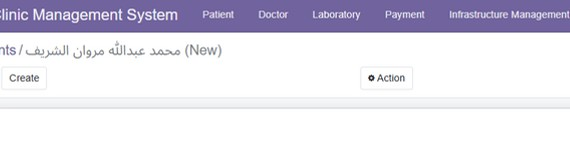 Clinic Management System Patient Doctor Laboratory Payment Infrastructure Management
nts / محمد عبدالله مروان الشريف (New)
Create Action